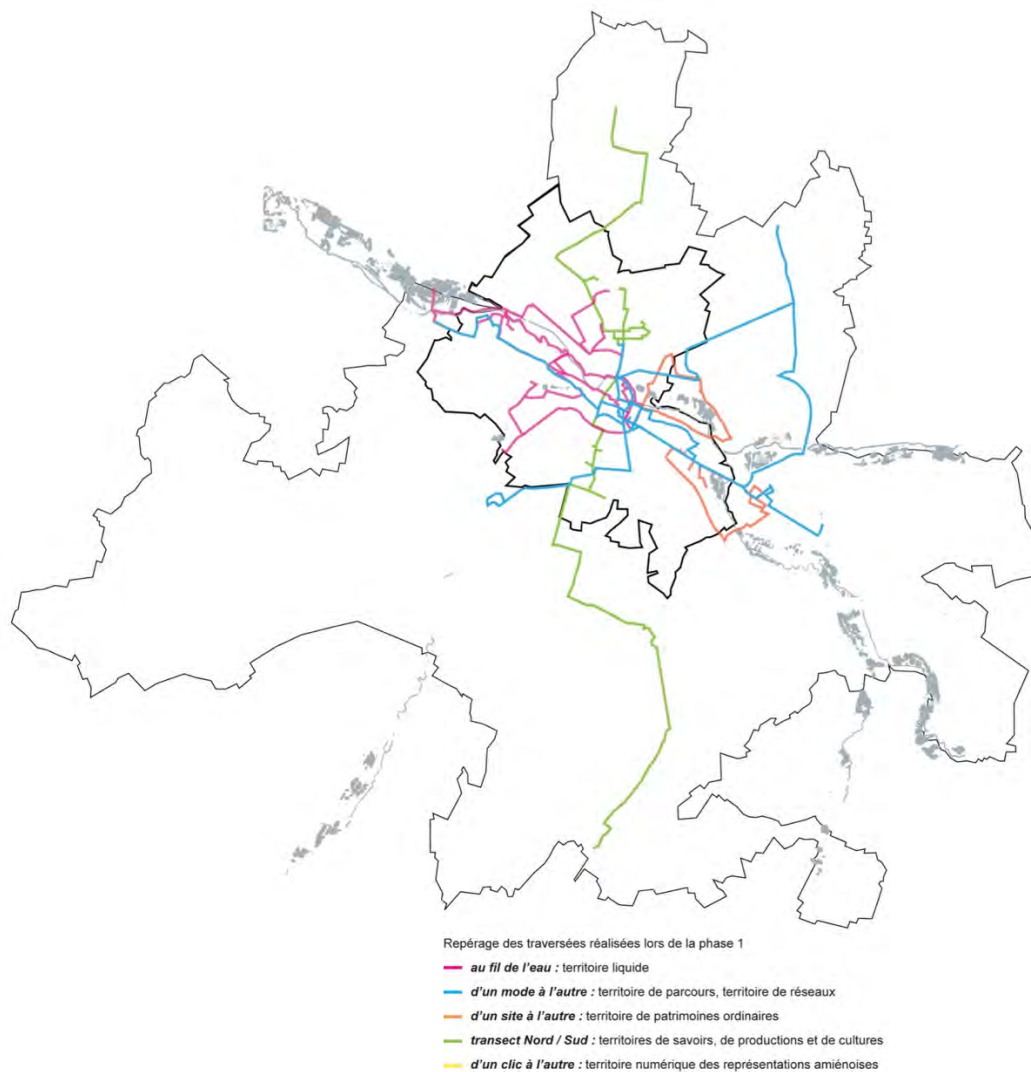 Repérage des traversées réalisées lors de la phase 1
au fil de l'eau : territoire liquide
d'un mode à l'autre : territoire de parcours, territoire de réseaux
d'un site à l'autre : territoire de patrimoines ordinaires
transect Nord / Sud : territoires de savoirs, de productions et de cultures
d'un clic à l'autre : territoire numérique des représentations amiénoises